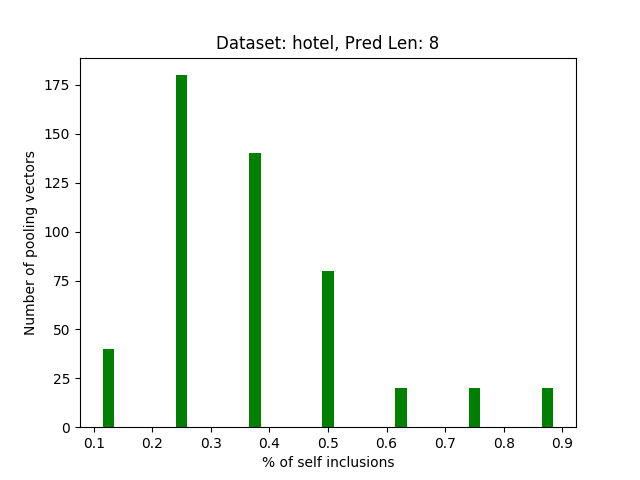 Dataset: hotel, Pred Len: 8
Number of pooling vectors
175
150
125
100
75
50
25
0
0.1 0.2 0.3 0.4 0.5 0.6 0.7 0.8 0.9
% of self inclusions